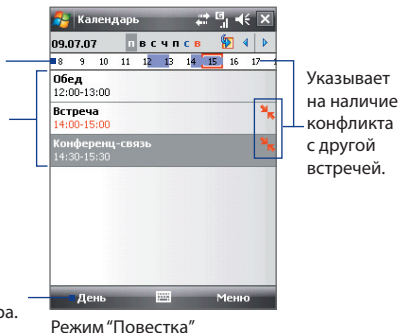 Календарь
09.07.07 п в с ч п с в
8 9 10 11 12 13 14 15 16 17
Обед
12:00-13:00
Встреча
14:00-15:00
Конференц-связь
14:30-15:30
День Меню
Указывает
на наличие
конфликта
с другой
встречей.
ра.
Режим “Повестка”